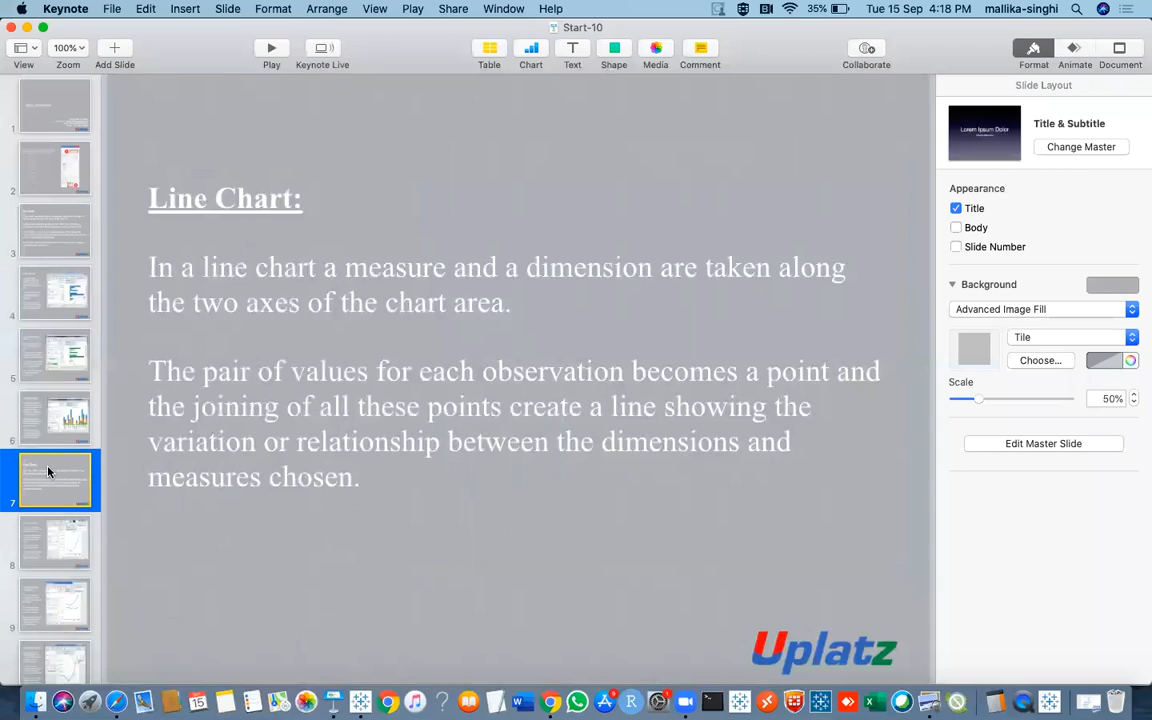 Keynote File Edit Insert Slide Format Arrange View Play Share Window Help 35% Tue 15 Sep 4:18 PM mallika-singhi
Start-10
100%
View Zoom Add Slide Play Keynote Live Table Chart Text Shape Media Comment Collaborate Format Animate Document
Slide Layout
Lorem Ipsum Dolor
Title & Subtitle
Change Master
Appearance
Title
Body
Slide Number
Background
Advanced Image Fill
Tile
Choose...
Scale
50%
Edit Master Slide
1
2
3
4
5
6
7
8
9
Line Chart:
In a line chart a measure and a dimension are taken along
the two axes of the chart area.
The pair of values for each observation becomes a point and
the joining of all these points create a line showing the
variation or relationship between the dimensions and
measures chosen.
Uplatz